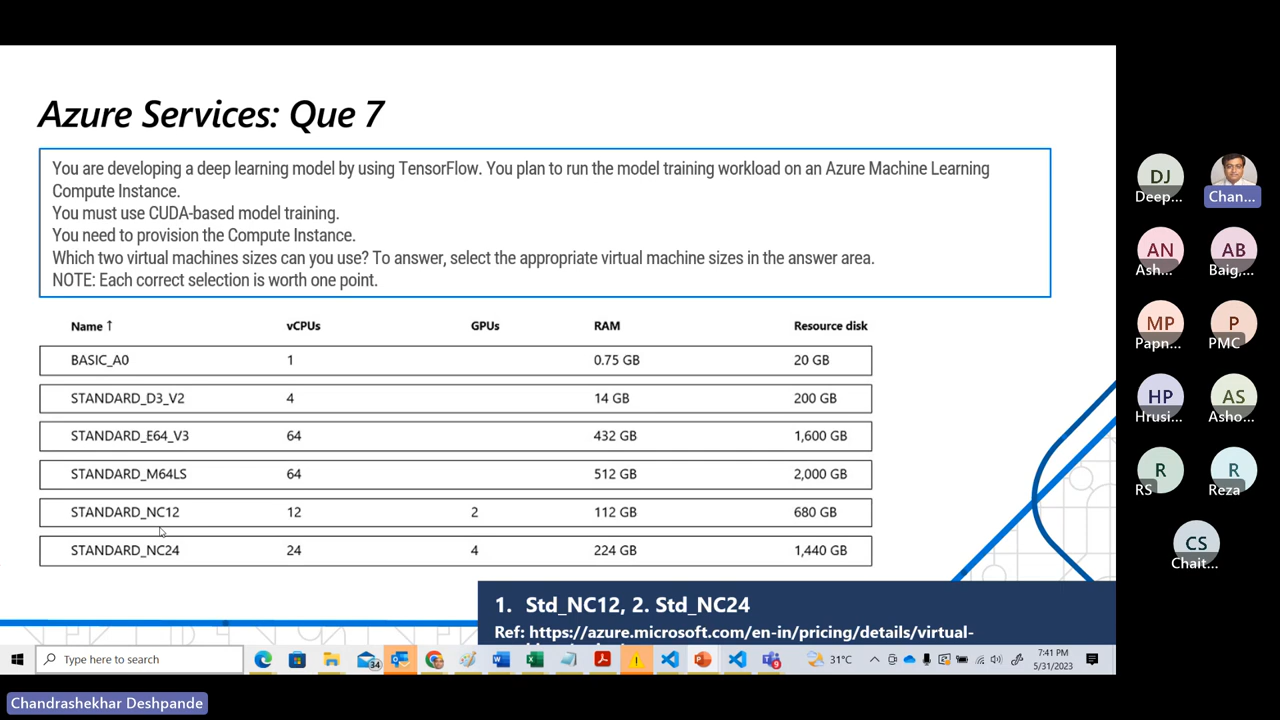 Azure Services: Que 7
You are developing a deep learning model by using TensorFlow. You plan to run the model training workload on an Azure Machine Learning
Compute Instance.
You must use CUDA-based model training.
You need to provision the Compute Instance.
Which two virtual machines sizes can you use? To answer, select the appropriate virtual machine sizes in the answer area.
NOTE: Each correct selection is worth one point.
Name ↑ vCPUs GPUs RAM Resource disk
BASIC_A0 1 0.75 GB 20 GB
STANDARD_D3_V2 4 14 GB 200 GB
STANDARD_E64_V3 64 432 GB 1,600 GB
STANDARD_M64LS 64 512 GB 2,000 GB
STANDARD_NC12 12 2 112 GB 680 GB
STANDARD_NC24 24 4 224 GB 1,440 GB
1. Std_NC12, 2. Std_NC24
Ref: https://azure.microsoft.com/en-in/pricing/details/virtual-
DJ
Deep... Chan...
AN AB
Ash... Baig,...
MP P
Papn... PMC
HP AS
Hrusi... Asho...
R R
RS Reza
CS
Chait...
Type here to search
34
9
31°C
7:41 PM
5/31/2023
Chandrashekhar Deshpande